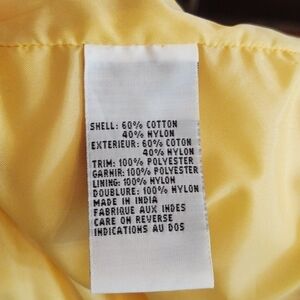 SHELL: 60% COTTON
40% NYLON
EXTERIEUR: 60% COTON
40% NYLON
TRIM: 100% POLYESTER
GARNIR: 100% POLYESTER
LINING: 100% NYLON
DOUBLURE: 100% NYLON
MADE IN INDIA
FABRIQUE AUX INDES
CARE ON REVERSE
INDICATIONS AU DOS